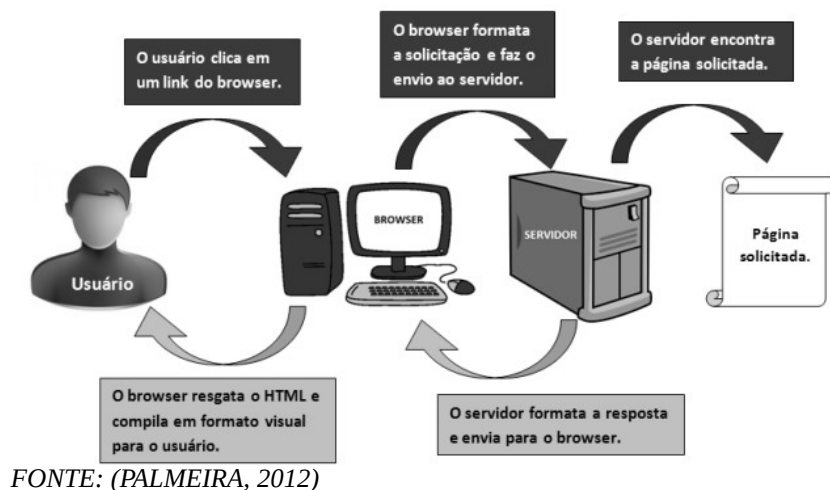 O usuário clica em
um link do browser.
O browser formata
a solicitação e faz o
envio ao servidor.
O servidor encontra
a página solicitada.
Usuário
BROWSER
SERVIDOR
Página
solicitada.
O browser resgata o HTML e
compila em formato visual
para o usuário.
O servidor formata a resposta
e envia para o browser.
FONTE: (PALMEIRA, 2012)